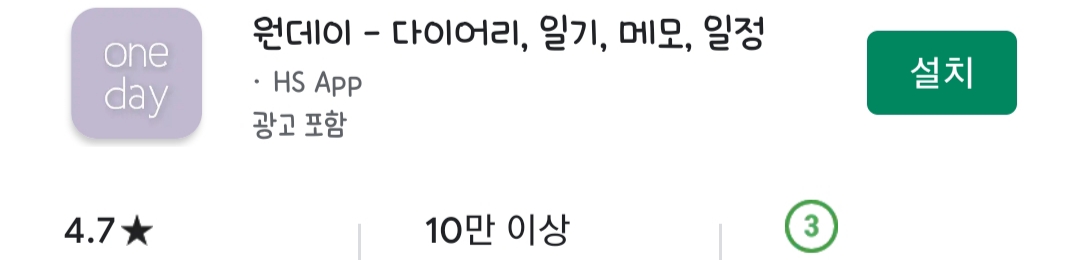 one
day
원데이 - 다이어리, 일기, 메모, 일정
· HS App
광고 포함
설치
4.7★
10만 이상
3